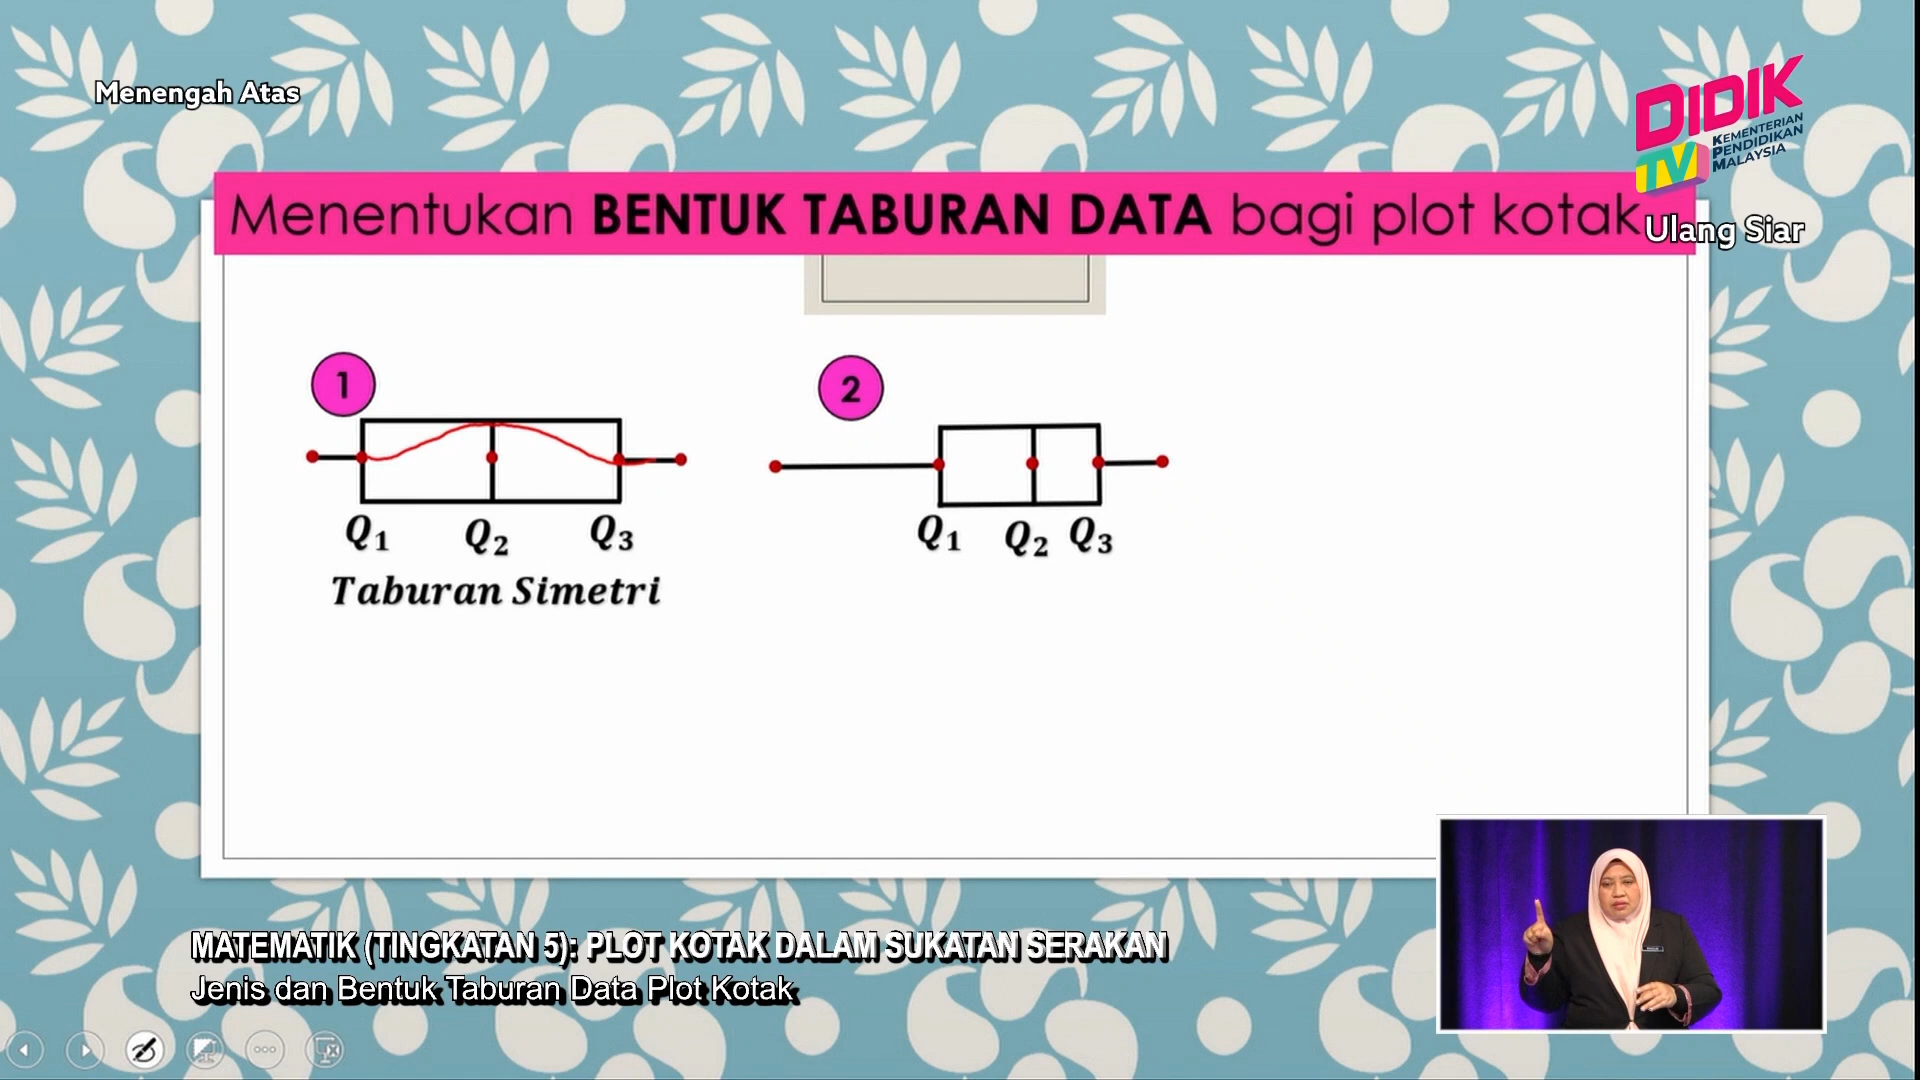 Menengah Atas
DIDIK
TV
KEMENTERIAN
PENDIDIKAN
MALAYSIA
Menentukan BENTUK TABURAN DATA bagi plot kotak
Ulang Siar
1
2
Q1 Q2 Q3
Q1 Q2 Q3
Taburan Simetri
MATEMATIK (TINGKATAN 5): PLOT KOTAK DALAM SUKATAN SERAKAN
Jenis dan Bentuk Taburan Data Plot Kotak